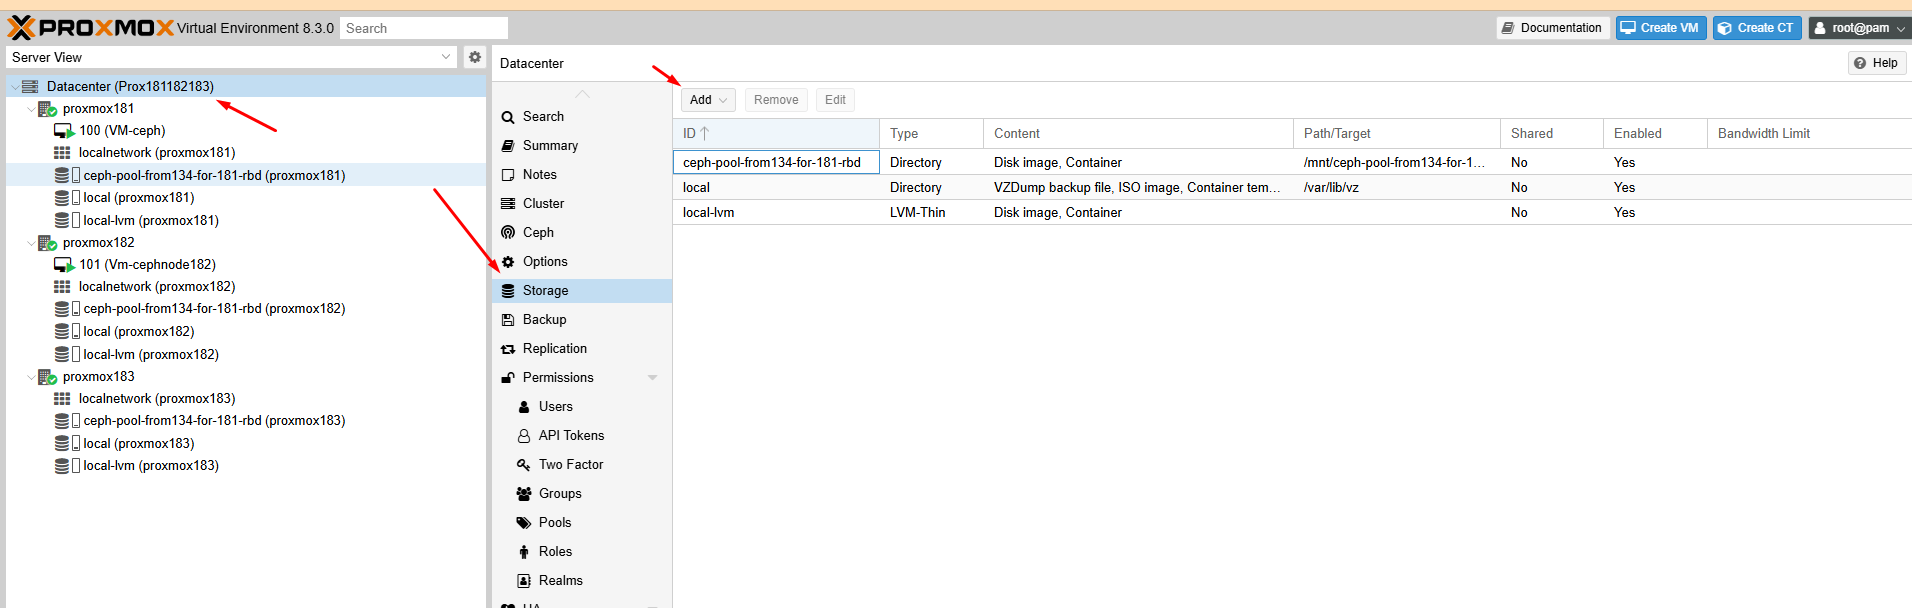 PROXMOX Virtual Environment 8.3.0 Search Documentation Create VM Create CT root@pam
Server View
Datacenter Help
Datacenter (Prox181182183)
proxmox181
100 (VM-ceph)
localnetwork (proxmox181)
ceph-pool-from134-for-181-rbd (proxmox181)
local (proxmox181)
local-lvm (proxmox181)
proxmox182
101 (Vm-cephnode182)
localnetwork (proxmox182)
ceph-pool-from134-for-181-rbd (proxmox182)
local (proxmox182)
local-lvm (proxmox182)
proxmox183
localnetwork (proxmox183)
ceph-pool-from134-for-181-rbd (proxmox183)
local (proxmox183)
local-lvm (proxmox183)
Search
Summary
Notes
Cluster
Ceph
Options
Storage
Backup
Replication
Permissions
Users
API Tokens
Two Factor
Groups
Pools
Roles
Realms
HA
Add Remove Edit
ID Type Content Path/Target Shared Enabled Bandwidth Limit
ceph-pool-from134-for-181-rbd Directory Disk image, Container /mnt/ceph-pool-from134-for-1... No Yes
local Directory VZDump backup file, ISO image, Container tem... /var/lib/vz No Yes
local-lvm LVM-Thin Disk image, Container No Yes